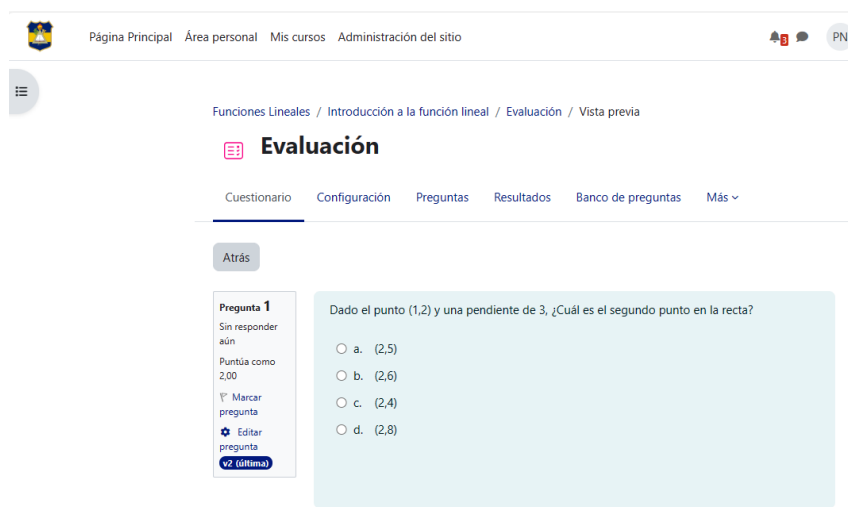 Página Principal Área personal Mis cursos Administración del sitio
3 PN
Funciones Lineales / Introducción a la función lineal / Evaluación / Vista previa
Evaluación
Cuestionario Configuración Preguntas Resultados Banco de preguntas Más
Atrás
Pregunta 1
Sin responder
aún
Puntúa como
2,00
Marcar
pregunta
Editar
pregunta
v2 (última)
Dado el punto (1,2) y una pendiente de 3, ¿Cuál es el segundo punto en la recta?
a. (2,5)
b. (2,6)
c. (2,4)
d. (2,8)